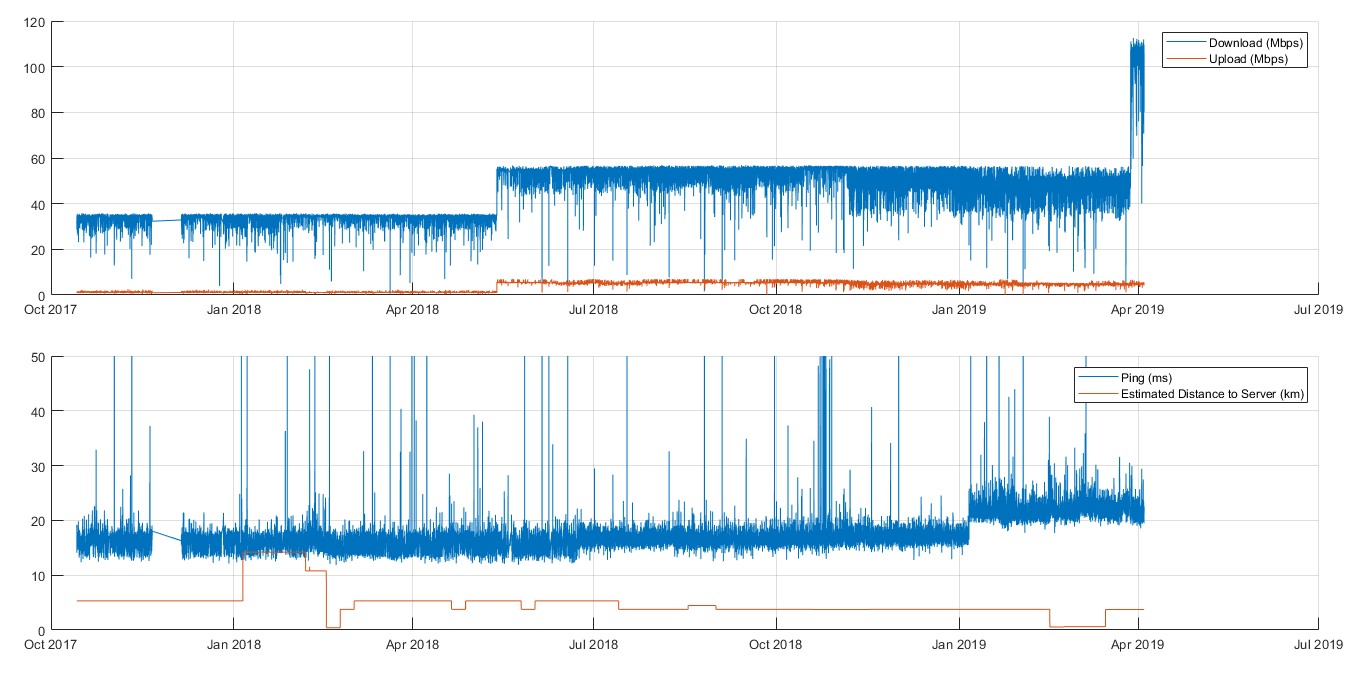 120
100
80
60
40
20
0
Download (Mbps)
Upload (Mbps)
Oct 2017 Jan 2018 Apr 2018 Jul 2018 Oct 2018 Jan 2019 Apr 2019 Jul 2019
50
40
30
20
10
0
Ping (ms)
Estimated Distance to Server (km)
Oct 2017 Jan 2018 Apr 2018 Jul 2018 Oct 2018 Jan 2019 Apr 2019 Jul 2019